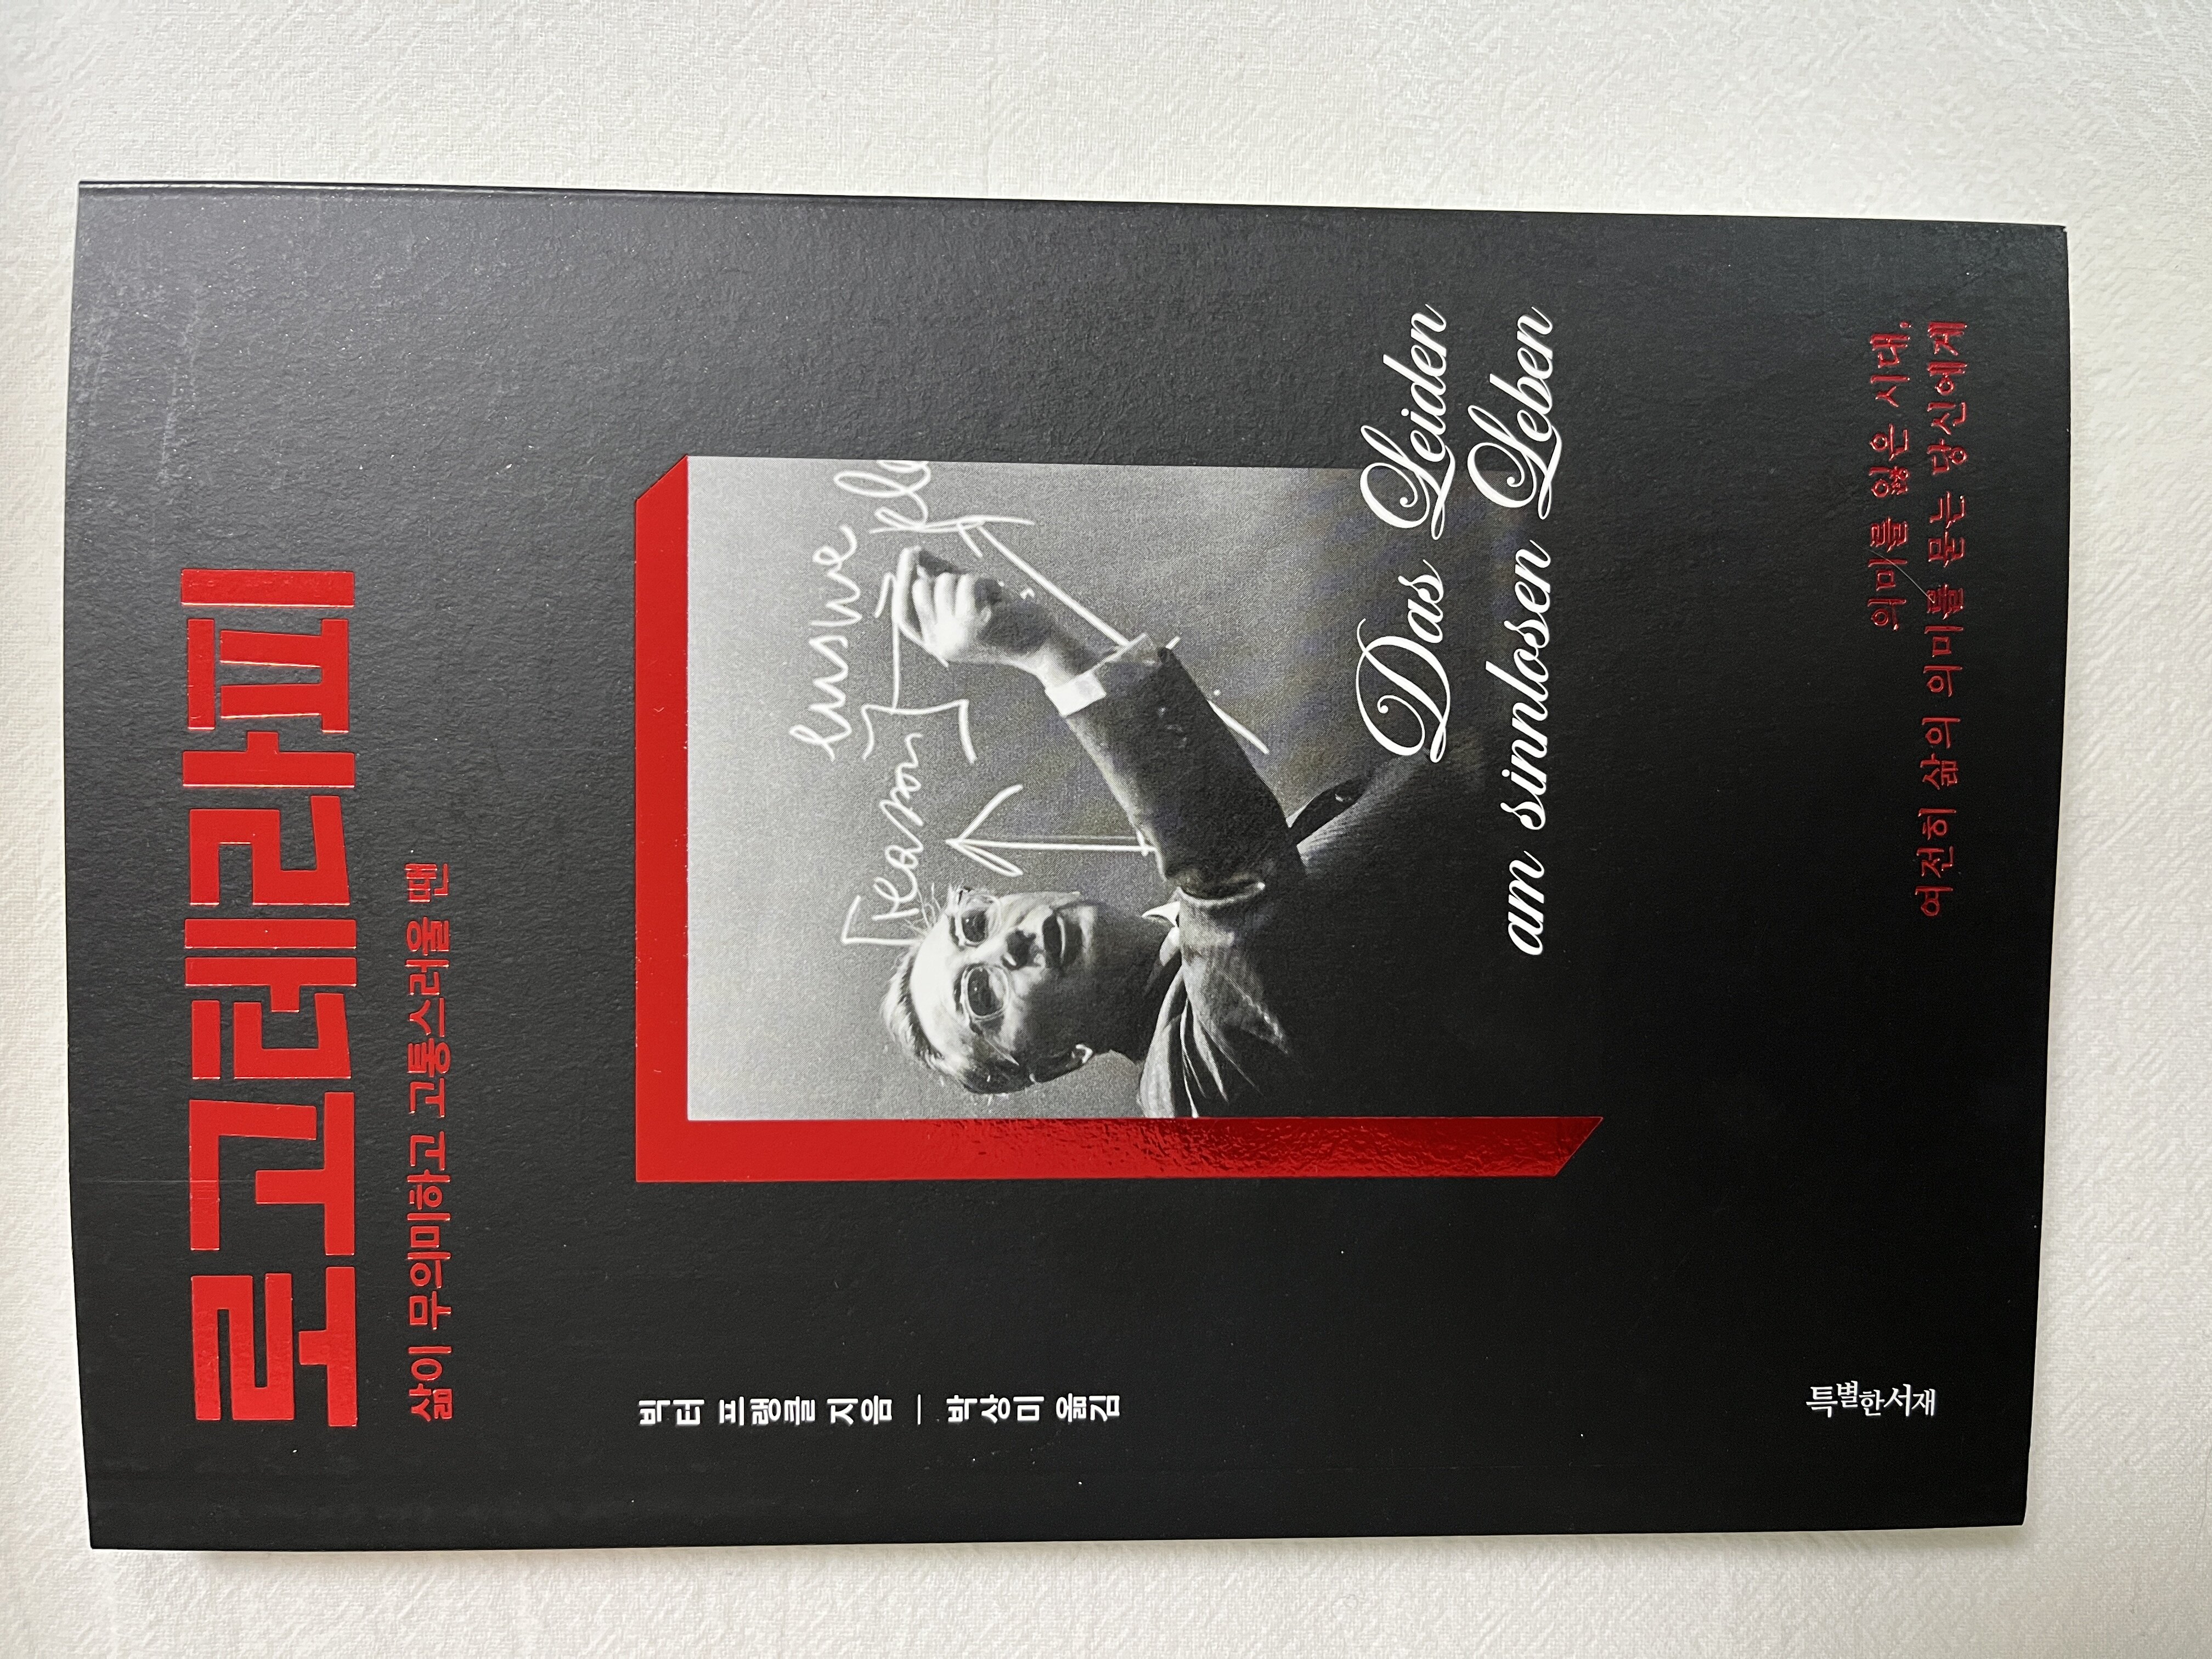 로고테라피
삶이 무의미하고 고통스러울 땐
빅터 프랭클 지음 — 박상미 옮김
Das Leiden
an sinnlosen Leben
의미를 잃은 시대,
여전히 삶의 의미를 묻는 당신에게
특별한서재